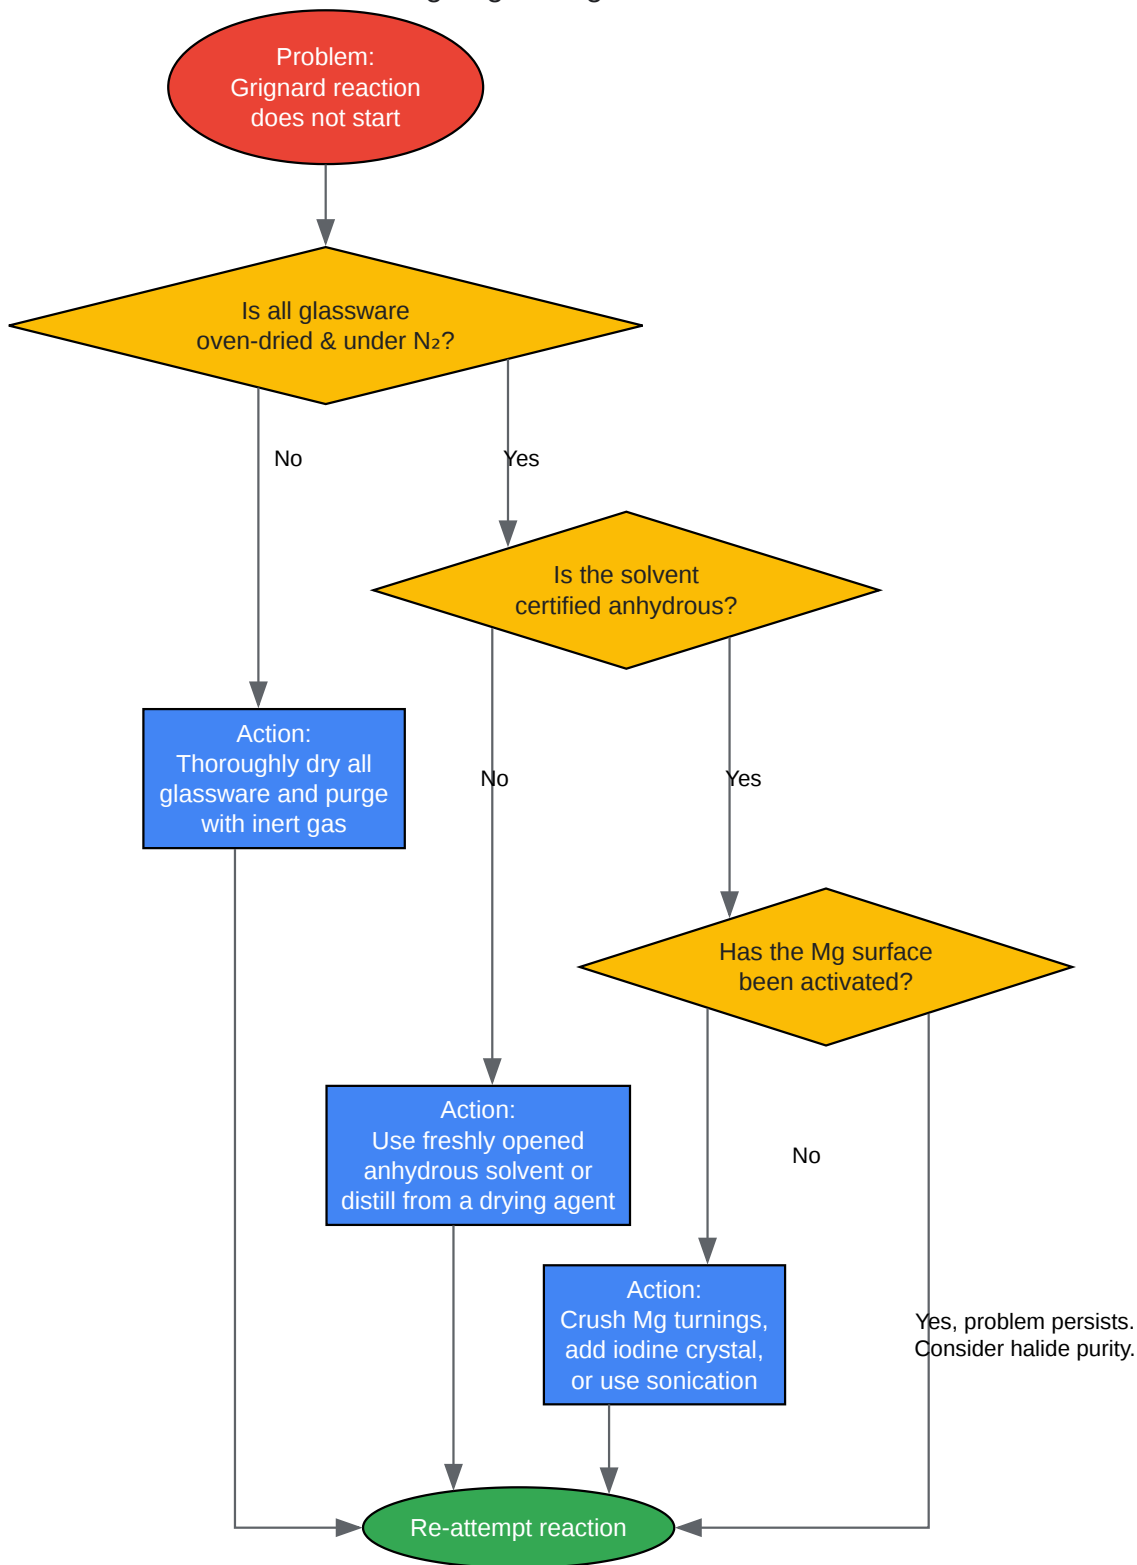 Problem:
Grignard reaction
does not start
Is all glassware
oven-dried & under N₂?
No
Yes
Is the solvent
certified anhydrous?
Action:
Thoroughly dry all
glassware and purge
with inert gas
No
Yes
Has the Mg surface
been activated?
Action:
Use freshly opened
anhydrous solvent or
distill from a drying agent
No
Action:
Crush Mg turnings,
add iodine crystal,
or use sonication
Yes, problem persists.
Consider halide purity.
Re-attempt reaction